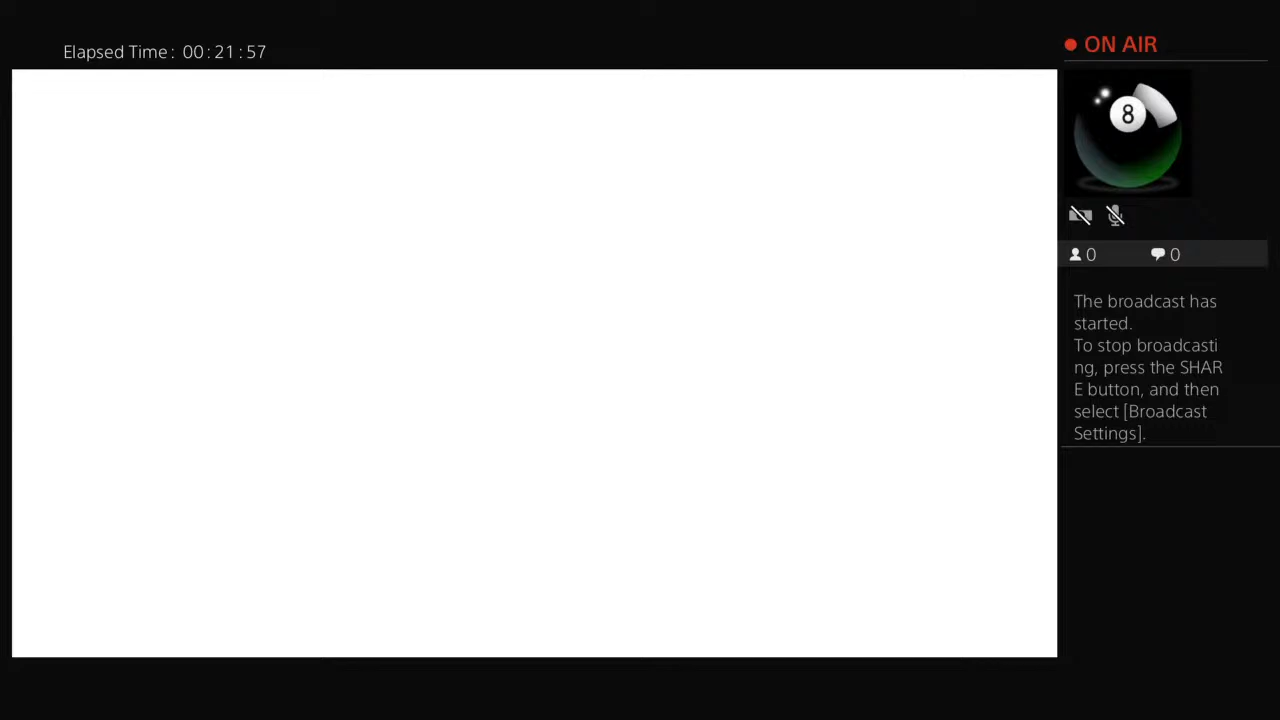 Elapsed Time: 00:21:57
ON AIR
8
0 0
The broadcast has
started.
To stop broadcasti
ng, press the SHAR
E button, and then
select [Broadcast
Settings].